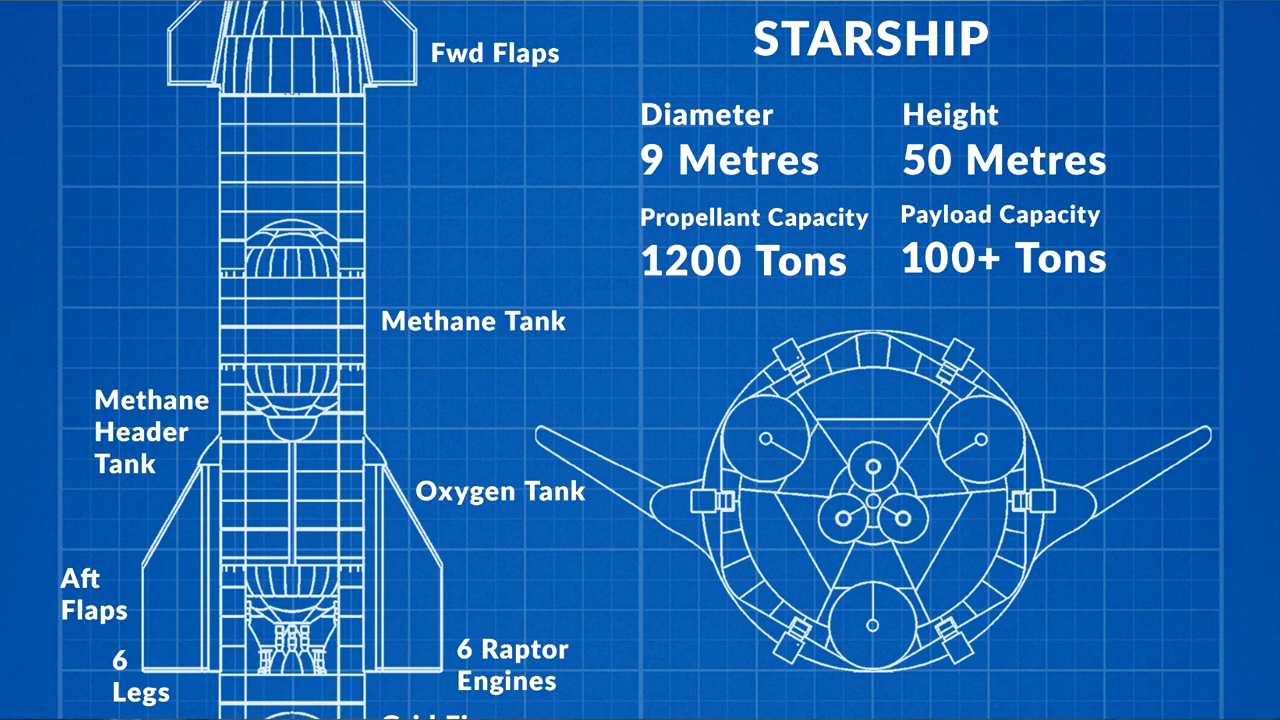 STARSHIP
Fwd Flaps
Diameter
9 Metres
Height
50 Metres
Propellant Capacity
1200 Tons
Payload Capacity
100+ Tons
Methane Tank
Methane
Header
Tank
Oxygen Tank
Aft
Flaps
6
Legs
6 Raptor
Engines